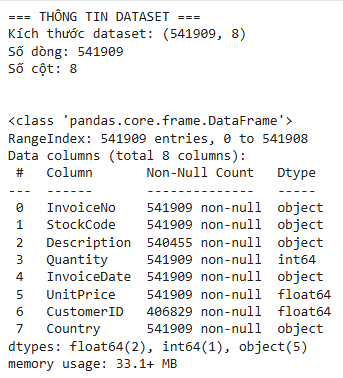 === THÔNG TIN DATASET ===
Kích thước dataset: (541909, 8)
Số dòng: 541909
Số cột: 8
<class 'pandas.core.frame.DataFrame'>
RangeIndex: 541909 entries, 0 to 541908
Data columns (total 8 columns):
 #   Column       Non-Null Count   Dtype
---  ------       --------------   -----
 0   InvoiceNo    541909 non-null  object
 1   StockCode    541909 non-null  object
 2   Description  540455 non-null  object
 3   Quantity     541909 non-null  int64
 4   InvoiceDate  541909 non-null  object
 5   UnitPrice    541909 non-null  float64
 6   CustomerID   406829 non-null  float64
 7   Country      541909 non-null  object
dtypes: float64(2), int64(1), object(5)
memory usage: 33.1+ MB